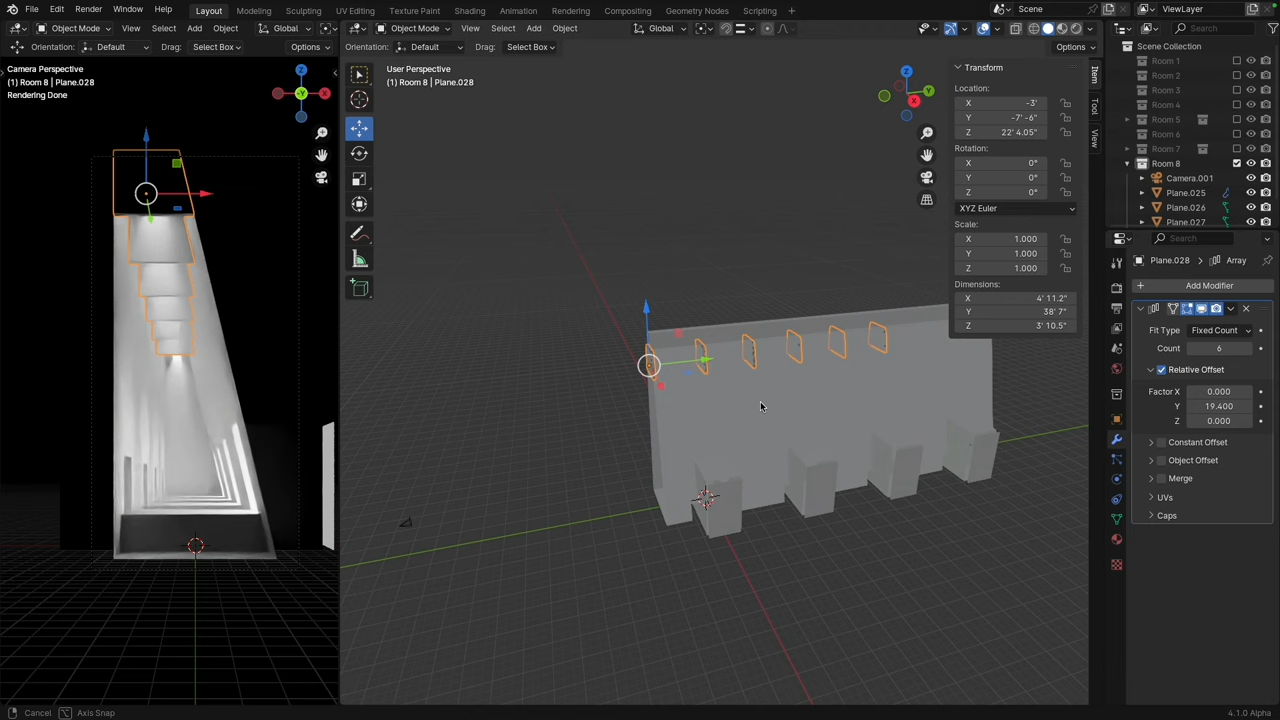 File Edit Render Window Help Layout Modeling Sculpting UV Editing Texture Paint Shading Animation Rendering Compositing Geometry Nodes Scripting + Scene ViewLayer
Object Mode View Select Add Object Global
Object Mode View Select Add Object Global
Search
Orientation: Default Drag: Select Box Options
Orientation: Default Drag: Select Box Options
Camera Perspective
(1) Room 8 | Plane.028
Rendering Done
Z
X
-Y
User Perspective
(1) Room 8 | Plane.028
Z
Y
X
Transform
Location:
X -3'
Y -7' -6"
Z 22' 4.05"
Rotation:
X 0°
Y 0°
Z 0°
XYZ Euler
Scale:
X 1.000
Y 1.000
Z 1.000
Dimensions:
X 4' 11.2"
Y 38' 7"
Z 3' 10.5"
Item
Tool
View
Scene Collection
Room 1
Room 2
Room 3
Room 4
Room 5
Room 6
Room 7
Room 8
Camera.001
Plane.025
Plane.026
Plane.027
Search
Plane.028 > Array
+ Add Modifier
Fit Type Fixed Count
Count 6
Relative Offset
Factor X 0.000
Y 19.400
Z 0.000
Constant Offset
Object Offset
Merge
UVs
Caps
Cancel Axis Snap
4.1.0 Alpha